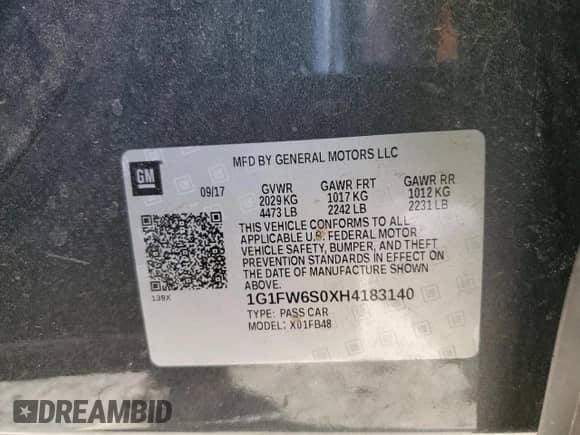 MFD BY GENERAL MOTORS LLC
GM
09/17
GVWR GAWR FRT GAWR RR
2029 KG 1017 KG 1012 KG
4473 LB 2242 LB 2231 LB
THIS VEHICLE CONFORMS TO ALL
APPLICABLE U.S. FEDERAL MOTOR
VEHICLE SAFETY, BUMPER, AND THEFT
PREVENTION STANDARDS IN EFFECT ON
THE DATE OF MANUFACTURE SHOWN
ABOVE.
139X
1G1FW6S0XH4183140
TYPE: PASS CAR
MODEL: X01FB48
DREAMBID